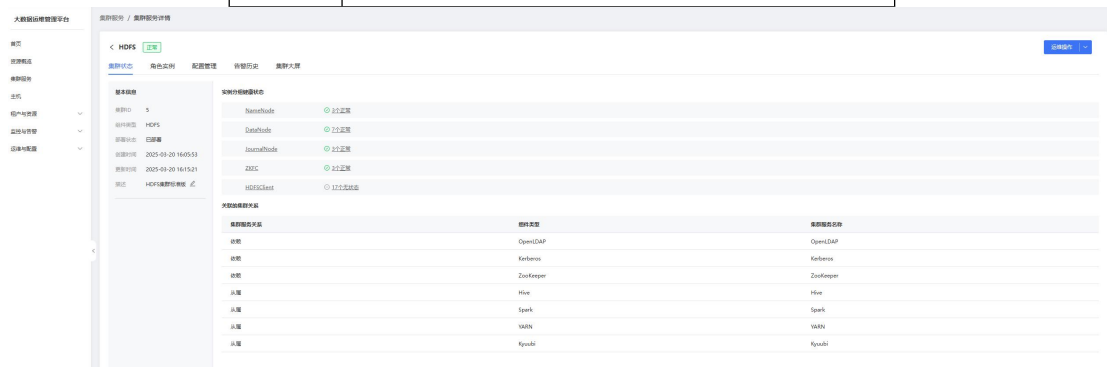 大数据运维管理平台
集群服务 / 集群服务详情
首页
资源概览
集群服务
主机
租户与资源
监控与告警
运维与配置
< HDFS 正常
运维操作
集群状态 角色实例 配置管理 告警历史 集群大屏
基本信息
集群ID 5
组件类型 HDFS
部署状态 已部署
创建时间 2025-03-20 16:05:53
更新时间 2025-03-20 16:15:21
描述 HDFS集群标准版
实例分组健康状态
NameNode 3个正常
DataNode 7个正常
JournalNode 3个正常
ZKFC 3个正常
HDFSClient 17个无状态
关联的集群关系
集群服务关系 组件类型 集群服务名称
依赖 OpenLDAP OpenLDAP
依赖 Kerberos Kerberos
依赖 ZooKeeper ZooKeeper
从属 Hive Hive
从属 Spark Spark
从属 YARN YARN
从属 Kyuubi Kyuubi